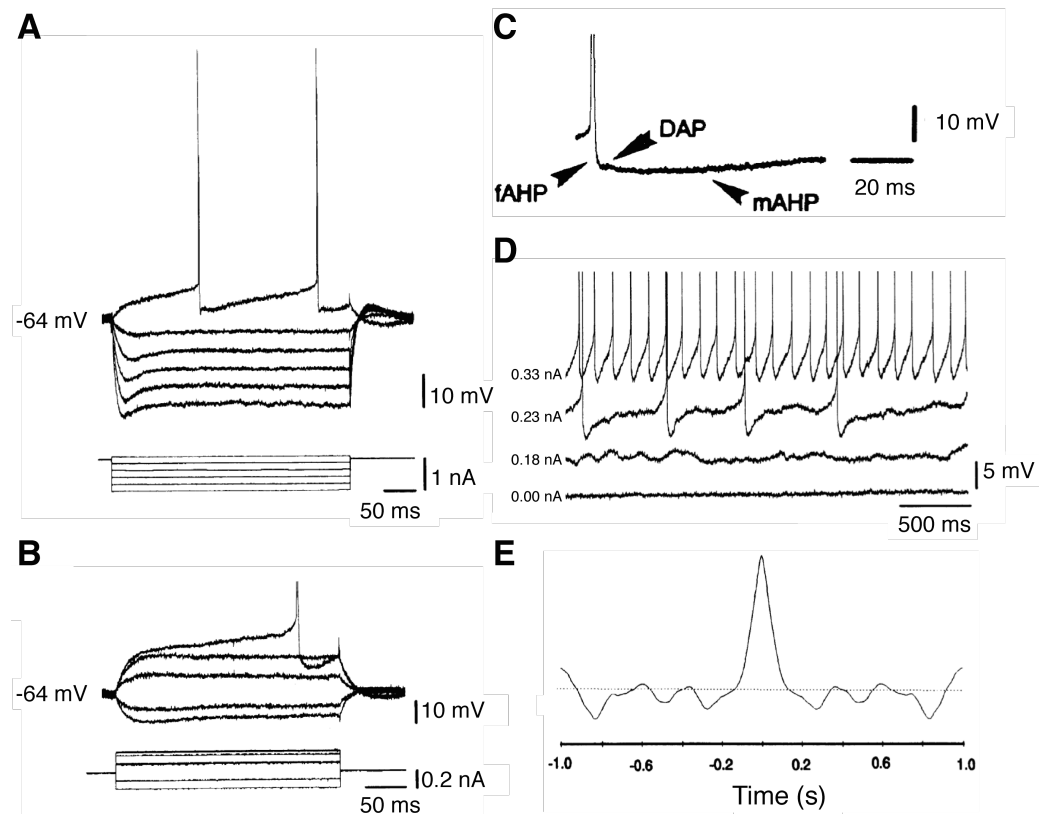 A
-64 mV
10 mV
1 nA
50 ms
B
-64 mV
10 mV
0.2 nA
50 ms
C
DAP
fAHP
mAHP
10 mV
20 ms
D
0.33 nA
0.23 nA
0.18 nA
0.00 nA
5 mV
500 ms
E
-1.0 -0.6 -0.2 0.2 0.6 1.0
Time (s)